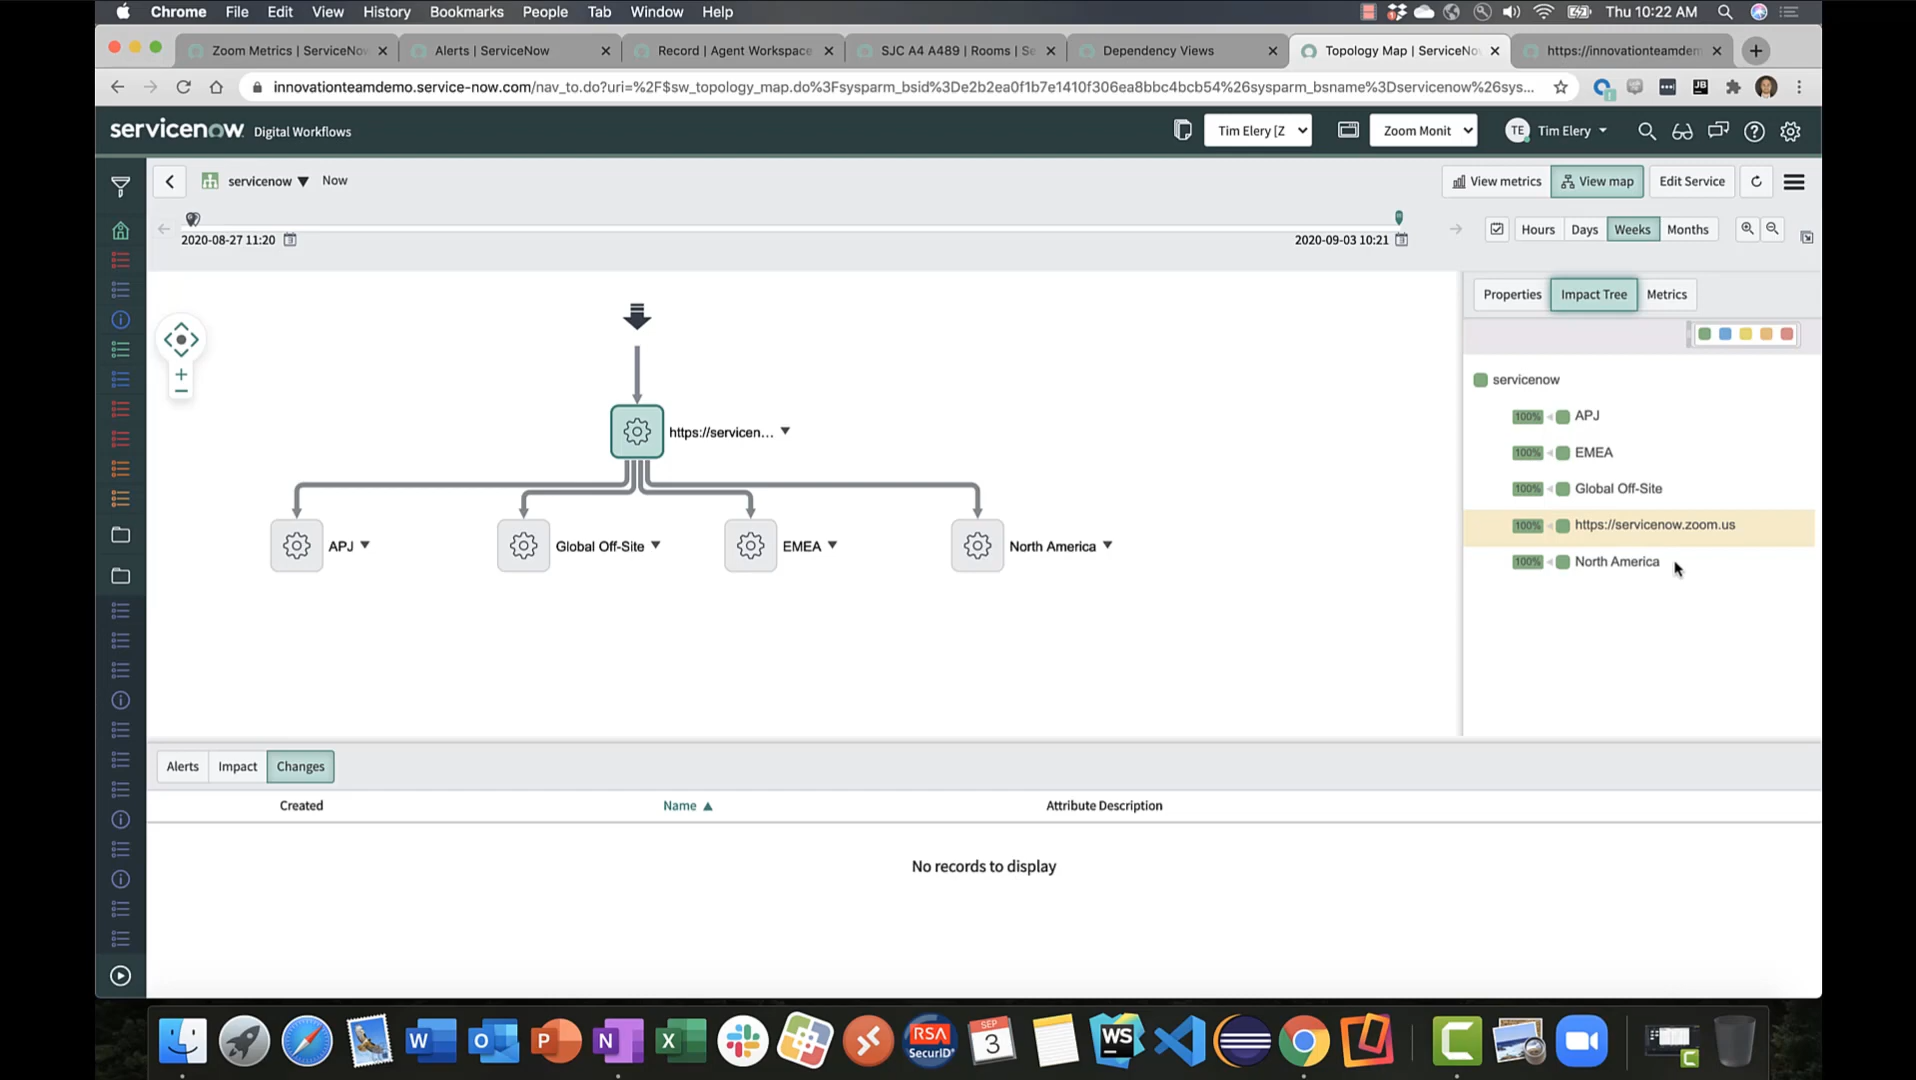 Chrome File Edit View History Bookmarks People Tab Window Help Thu 10:22 AM
Zoom Metrics | ServiceNow Alerts | ServiceNow Record | Agent Workspace SJC A4 A489 | Rooms | Se Dependency Views Topology Map | ServiceNo https://innovationteamdem
innovationteamdemo.service-now.com/nav_to.do?uri=%2F$sw_topology_map.do%3Fsysparm_bsid%3De2b2ea0f1b7e1410f306ea8bbc4bcb54%26sysparm_bsname%3Dservicenow%26sys...
servicenow Digital Workflows Tim Elery [Z Zoom Monit TE Tim Elery
servicenow Now View metrics View map Edit Service
2020-08-27 11:20 2020-09-03 10:21 Hours Days Weeks Months
Properties Impact Tree Metrics
servicenow
100% APJ
100% EMEA
100% Global Off-Site
100% https://servicenow.zoom.us
100% North America
https://servicen...
APJ Global Off-Site EMEA North America
Alerts Impact Changes
Created Name Attribute Description
No records to display
W O P N X RSA SecurID SEP 3 WS C